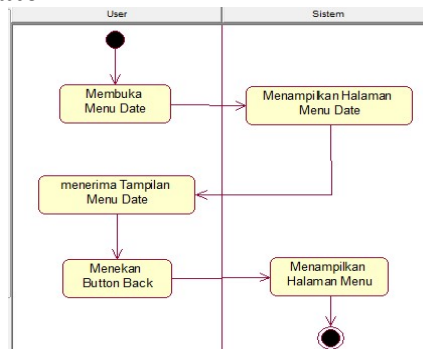 User
Sistem
Membuka
Menu Date
Menampilkan Halaman
Menu Date
menerima Tampilan
Menu Date
Menekan
Button Back
Menampilkan
Halaman Menu